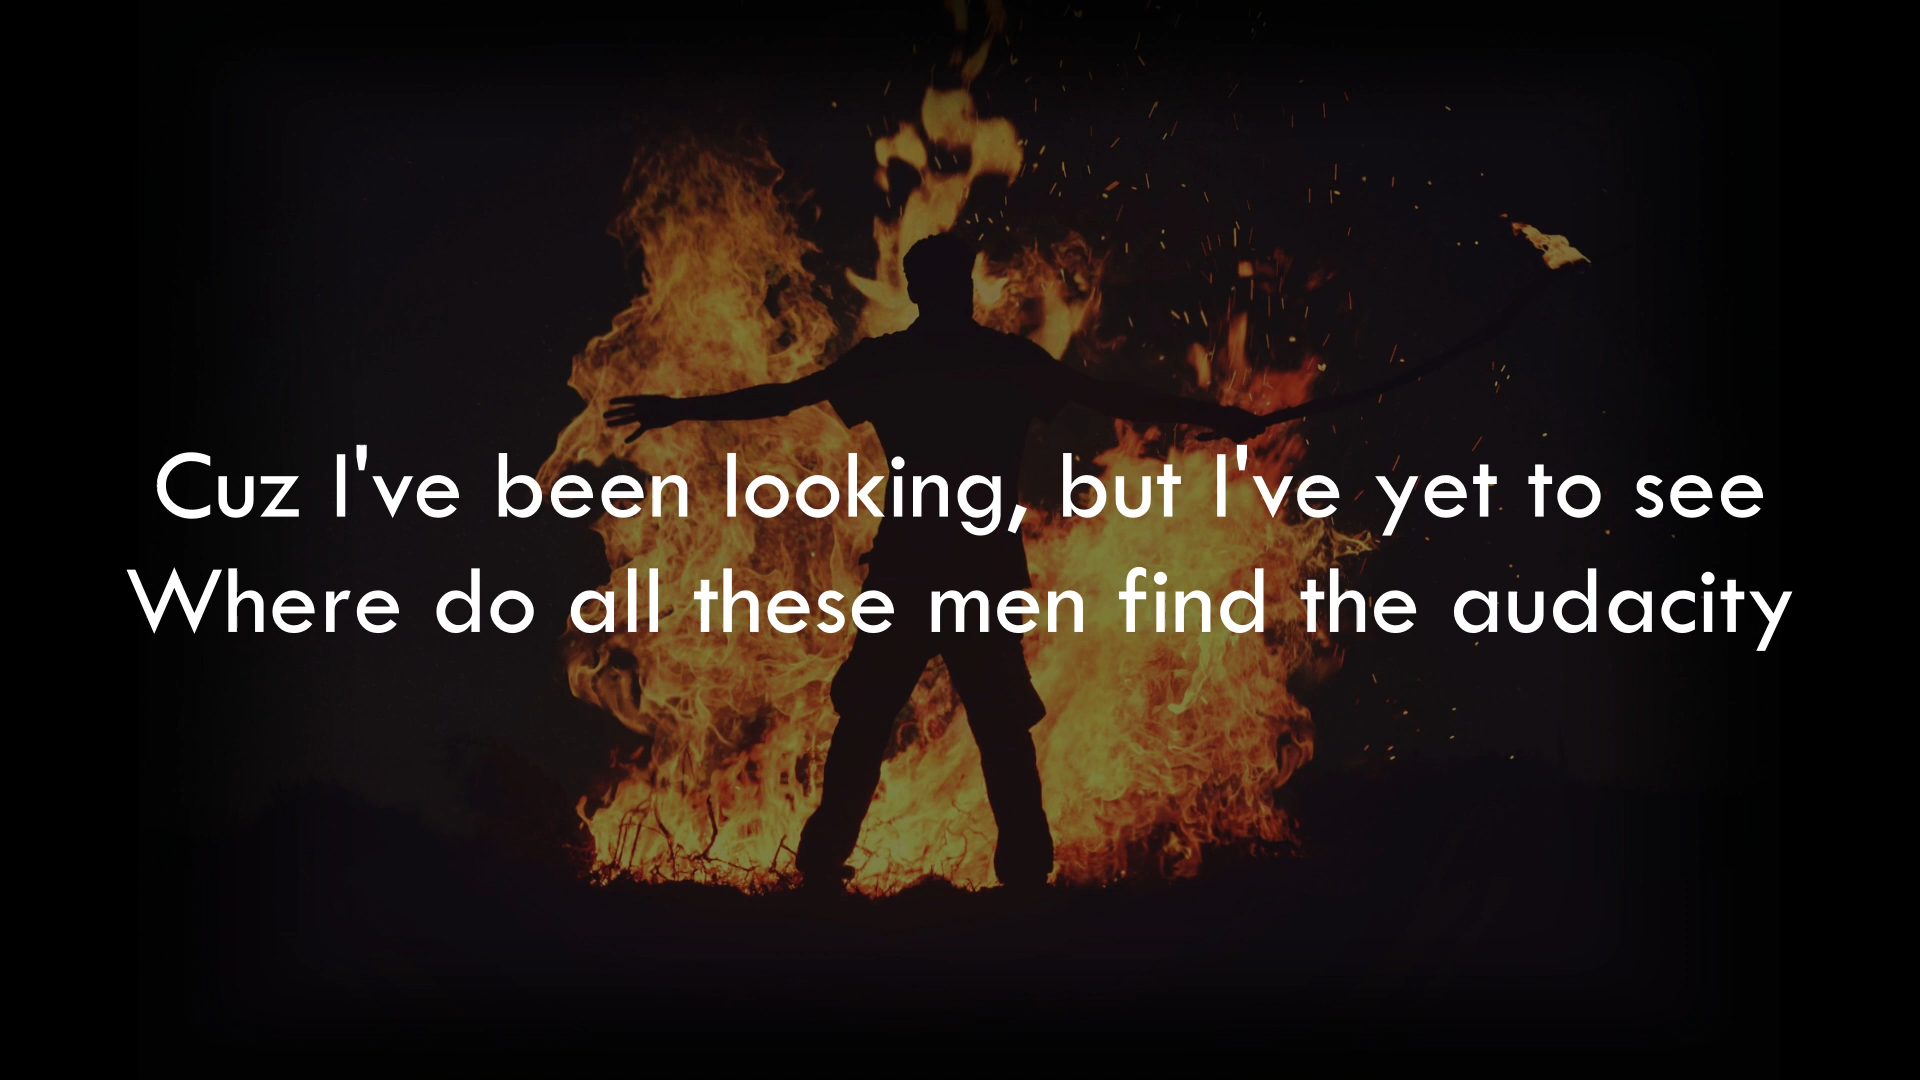 Cuz I've been looking, but I've yet to see
Where do all these men find the audacity